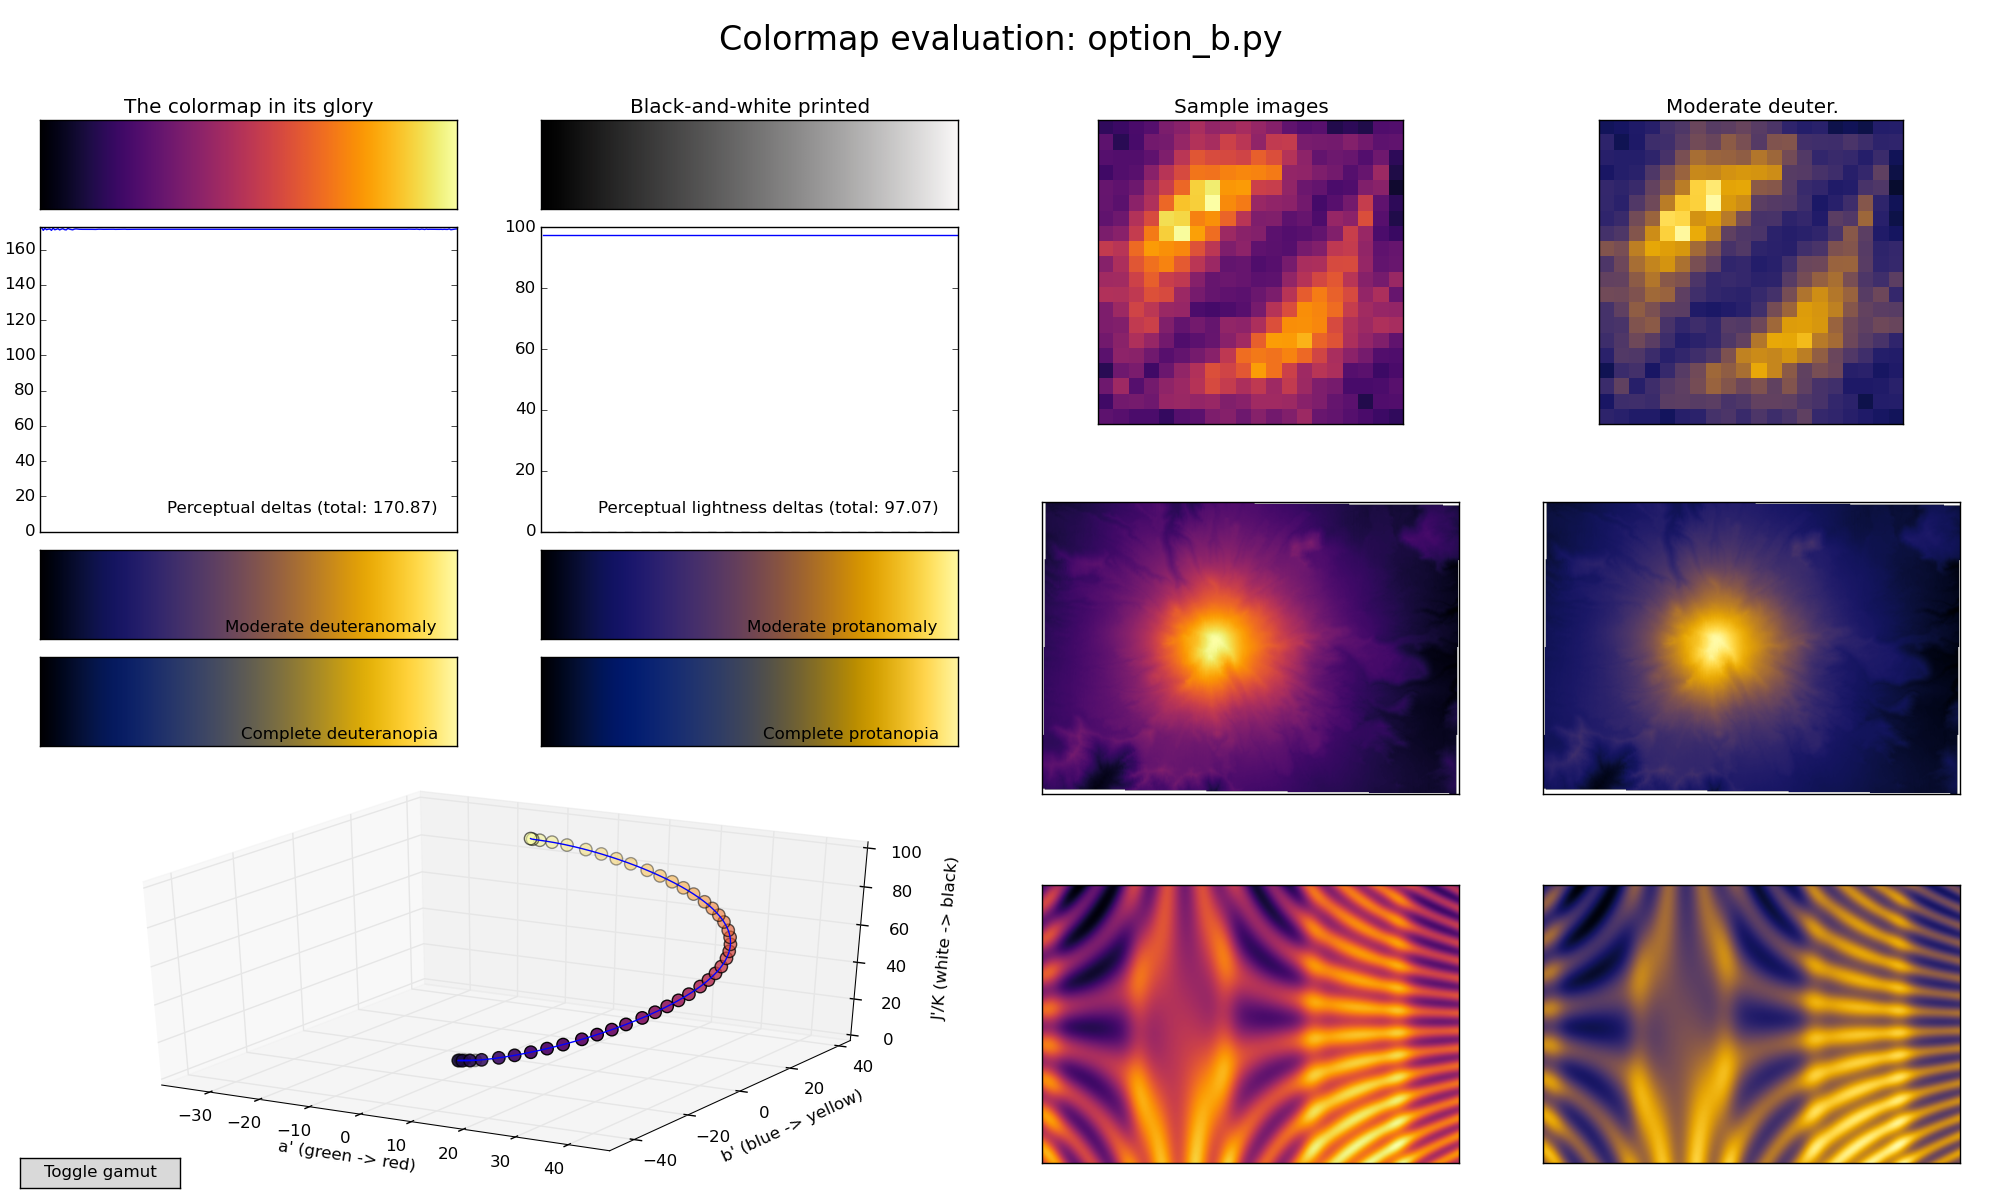 Colormap evaluation: option_b.py
The colormap in its glory
Black-and-white printed
Sample images
Moderate deuter.
160
140
120
100
80
60
40
20
0
Perceptual deltas (total: 170.87)
100
80
60
40
20
0
Perceptual lightness deltas (total: 97.07)
Moderate deuteranomaly
Moderate protanomaly
Complete deuteranopia
Complete protanopia
100
80
60
40
20
0
J'/K (white -> black)
40
20
0
−20
−40
b' (blue -> yellow)
−30
−20
−10
0
10
20
30
40
a' (green -> red)
Toggle gamut